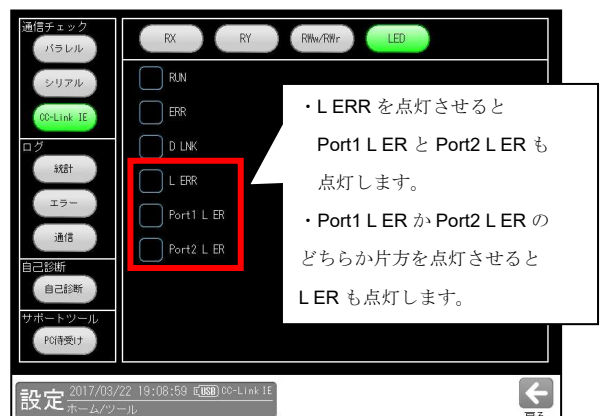 通信チェック
パラレル
シリアル
CC-Link IE
ログ
統計
エラー
通信
自己診断
自己診断
サポートツール
PC待受け
RX
RY
RWw/RWr
LED
RUN
ERR
D LNK
L ERR
Port1 L ER
Port2 L ER
・L ERR を点灯させると
Port1 L ER と Port2 L ER も
点灯します。
・Port1 L ER か Port2 L ER の
どちらか片方を点灯させると
L ER も点灯します。
設定
2017/03/22 19:08:59 USB CC-Link IE
ホーム/ツール
戻る